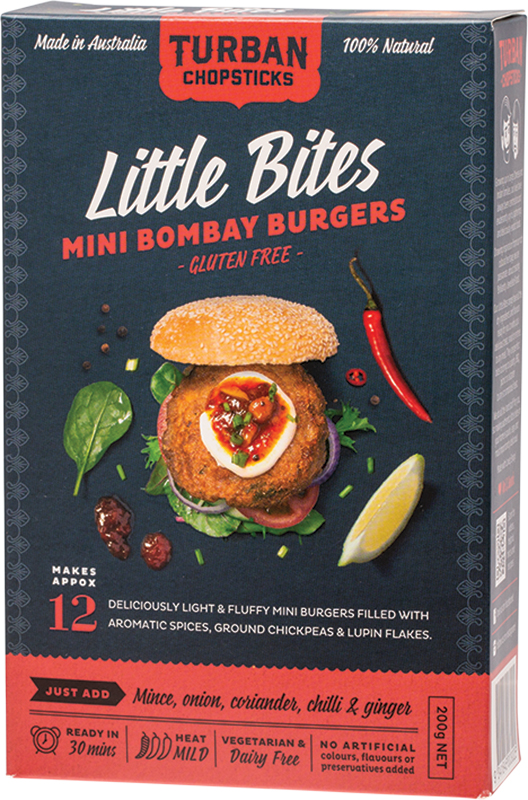 Made in Australia
TURBAN
CHOPSTICKS
100% Natural
Little Bites
MINI BOMBAY BURGERS
- GLUTEN FREE -
MAKES
APPOX
12
DELICIOUSLY LIGHT & FLUFFY MINI BURGERS FILLED WITH
AROMATIC SPICES, GROUND CHICKPEAS & LUPIN FLAKES.
JUST ADD
Mince, onion, coriander, chilli & ginger
READY IN
30 mins
HEAT
MILD
VEGETARIAN &
Dairy Free
NO ARTIFICIAL
colours, flavours or
preservatives added
200g NET
TURBAN
CHOPSTICKS